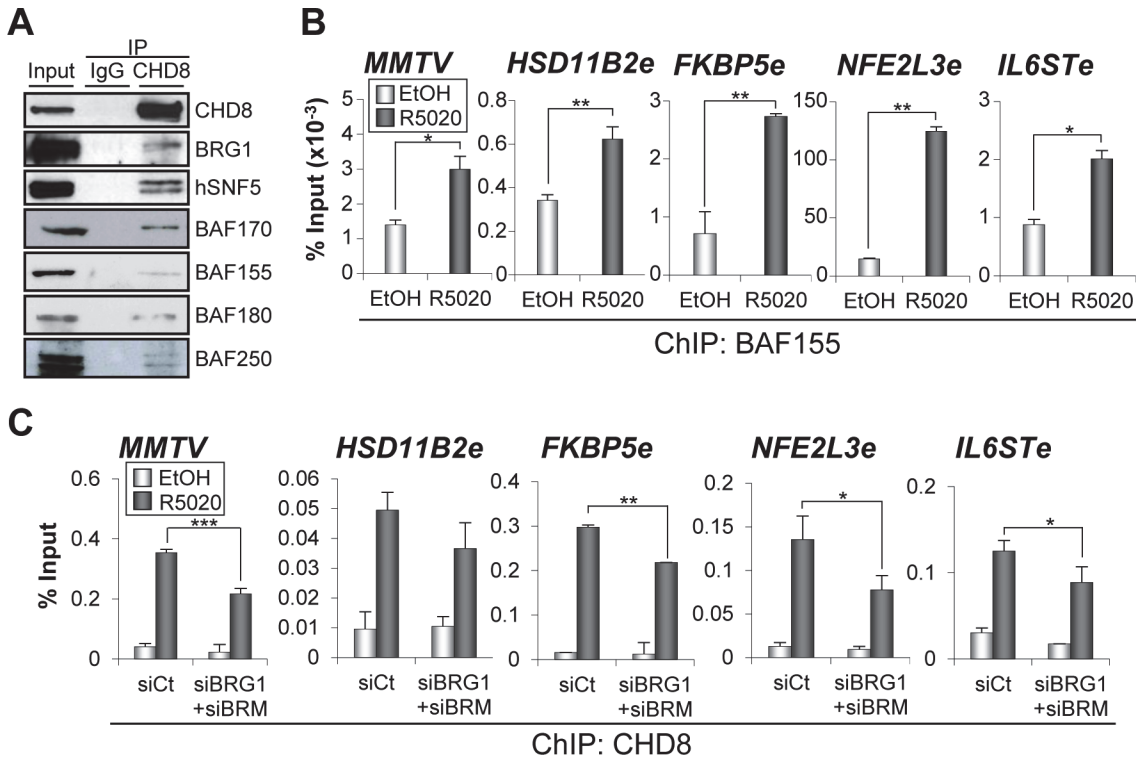 A
IP
Input IgG CHD8
CHD8
BRG1
hSNF5
BAF170
BAF155
BAF180
BAF250
B
MMTV HSD11B2e FKBP5e NFE2L3e IL6STe
EtOH
R5020
% Input (x10-3)
5 4 3 2 1 0
0.8 0.6 0.4 0.2 0
3 2 1 0
150 100 50 0
3 2 1 0
* ** ** ** *
EtOH R5020 EtOH R5020 EtOH R5020 EtOH R5020 EtOH R5020
ChIP: BAF155
C
MMTV HSD11B2e FKBP5e NFE2L3e IL6STe
EtOH
R5020
% Input
0.6 0.4 0.2 0
0.06 0.05 0.04 0.03 0.02 0.01 0
0.4 0.3 0.2 0.1 0
0.2 0.15 0.1 0.05 0
0.2 0.1 0
*** ** * *
siCt siBRG1 siCt siBRG1 siCt siBRG1 siCt siBRG1 siCt siBRG1
+siBRM +siBRM +siBRM +siBRM +siBRM
ChIP: CHD8